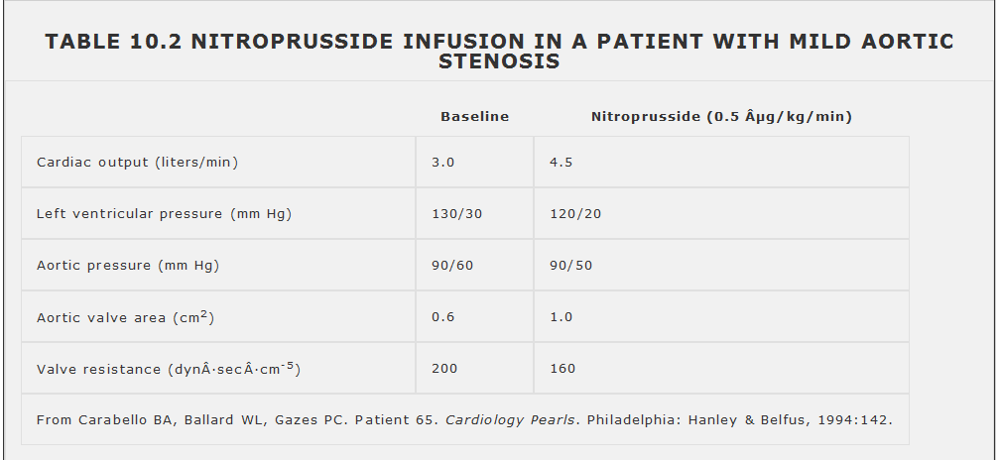 TABLE 10.2 NITROPRUSSIDE INFUSION IN A PATIENT WITH MILD AORTIC
STENOSIS
Baseline Nitroprusside (0.5 Âµg/kg/min)
Cardiac output (liters/min) 3.0 4.5
Left ventricular pressure (mm Hg) 130/30 120/20
Aortic pressure (mm Hg) 90/60 90/50
Aortic valve area (cm²) 0.6 1.0
Valve resistance (dynÂ·secÂ·cm⁻⁵) 200 160
From Carabello BA, Ballard WL, Gazes PC. Patient 65. Cardiology Pearls. Philadelphia: Hanley & Belfus, 1994:142.